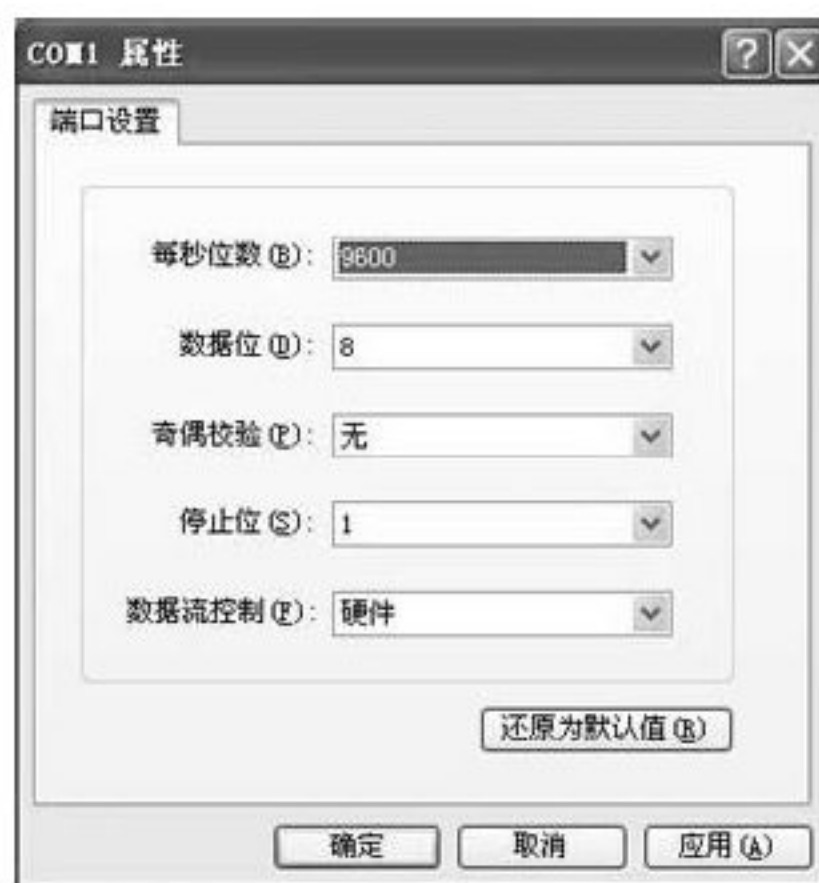 COM1 属性
端口设置
每秒位数(B): 9600
数据位(D): 8
奇偶校验(P): 无
停止位(S): 1
数据流控制(F): 硬件
还原为默认值(R)
确定 取消 应用(A)